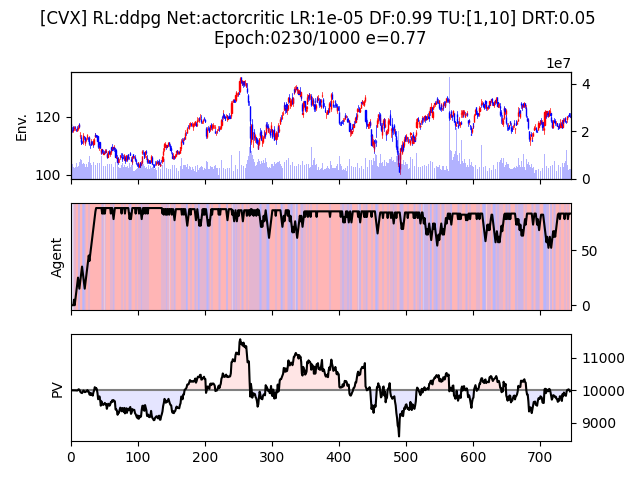 [CVX] RL:ddpg Net:actorcritic LR:1e-05 DF:0.99 TU:[1,10] DRT:0.05
Epoch:0230/1000 e=0.77
1e7
Env.
120
100
4
2
0
Agent
50
0
PV
11000
10000
9000
0 100 200 300 400 500 600 700